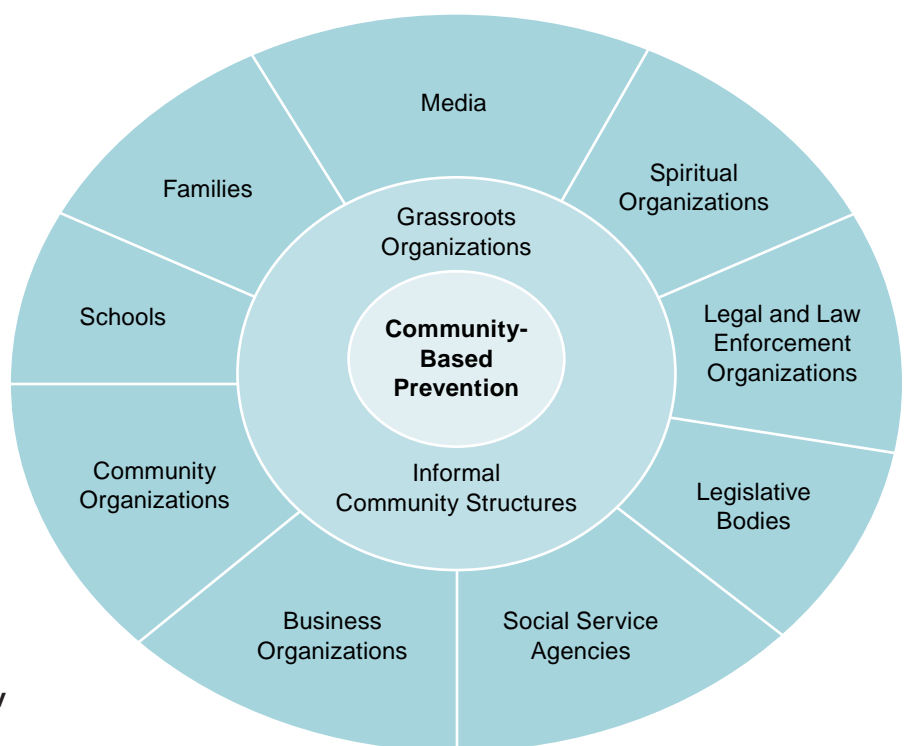 Media
Spiritual
Organizations
Families
Grassroots
Organizations
Schools
Legal and Law
Enforcement
Organizations
Community-
Based
Prevention
Community
Organizations
Informal
Community Structures
Legislative
Bodies
Business
Organizations
Social Service
Agencies